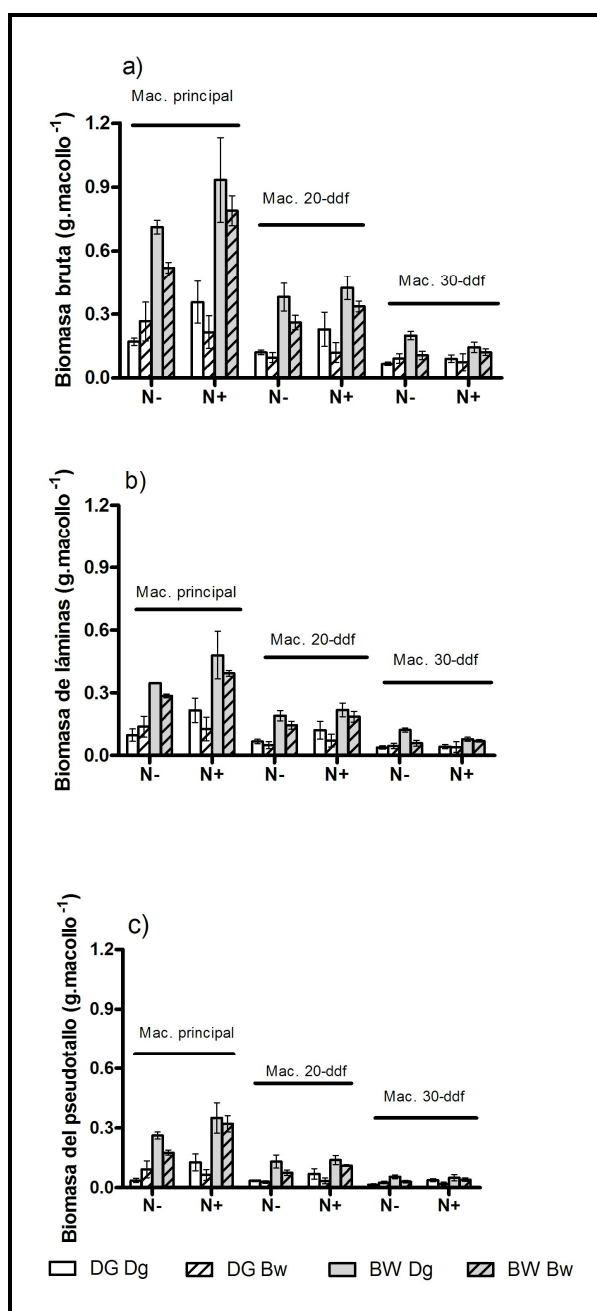 a)
Mac. principal
Mac. 20-ddf
Mac. 30-ddf
Biomasa bruta (g.macollo-1)
1.2
0.9
0.6
0.3
0.0
N- N+ N- N+ N- N+
b)
Mac. principal
Mac. 20-ddf
Mac. 30-ddf
Biomasa de láminas (g.macollo-1)
1.2
0.9
0.6
0.3
0.0
N- N+ N- N+ N- N+
c)
Mac. principal
Mac. 20-ddf
Mac. 30-ddf
Biomasa del pseudotallo (g.macollo-1)
1.2
0.9
0.6
0.3
0.0
N- N+ N- N+ N- N+
DG Dg DG Bw BW Dg BW Bw